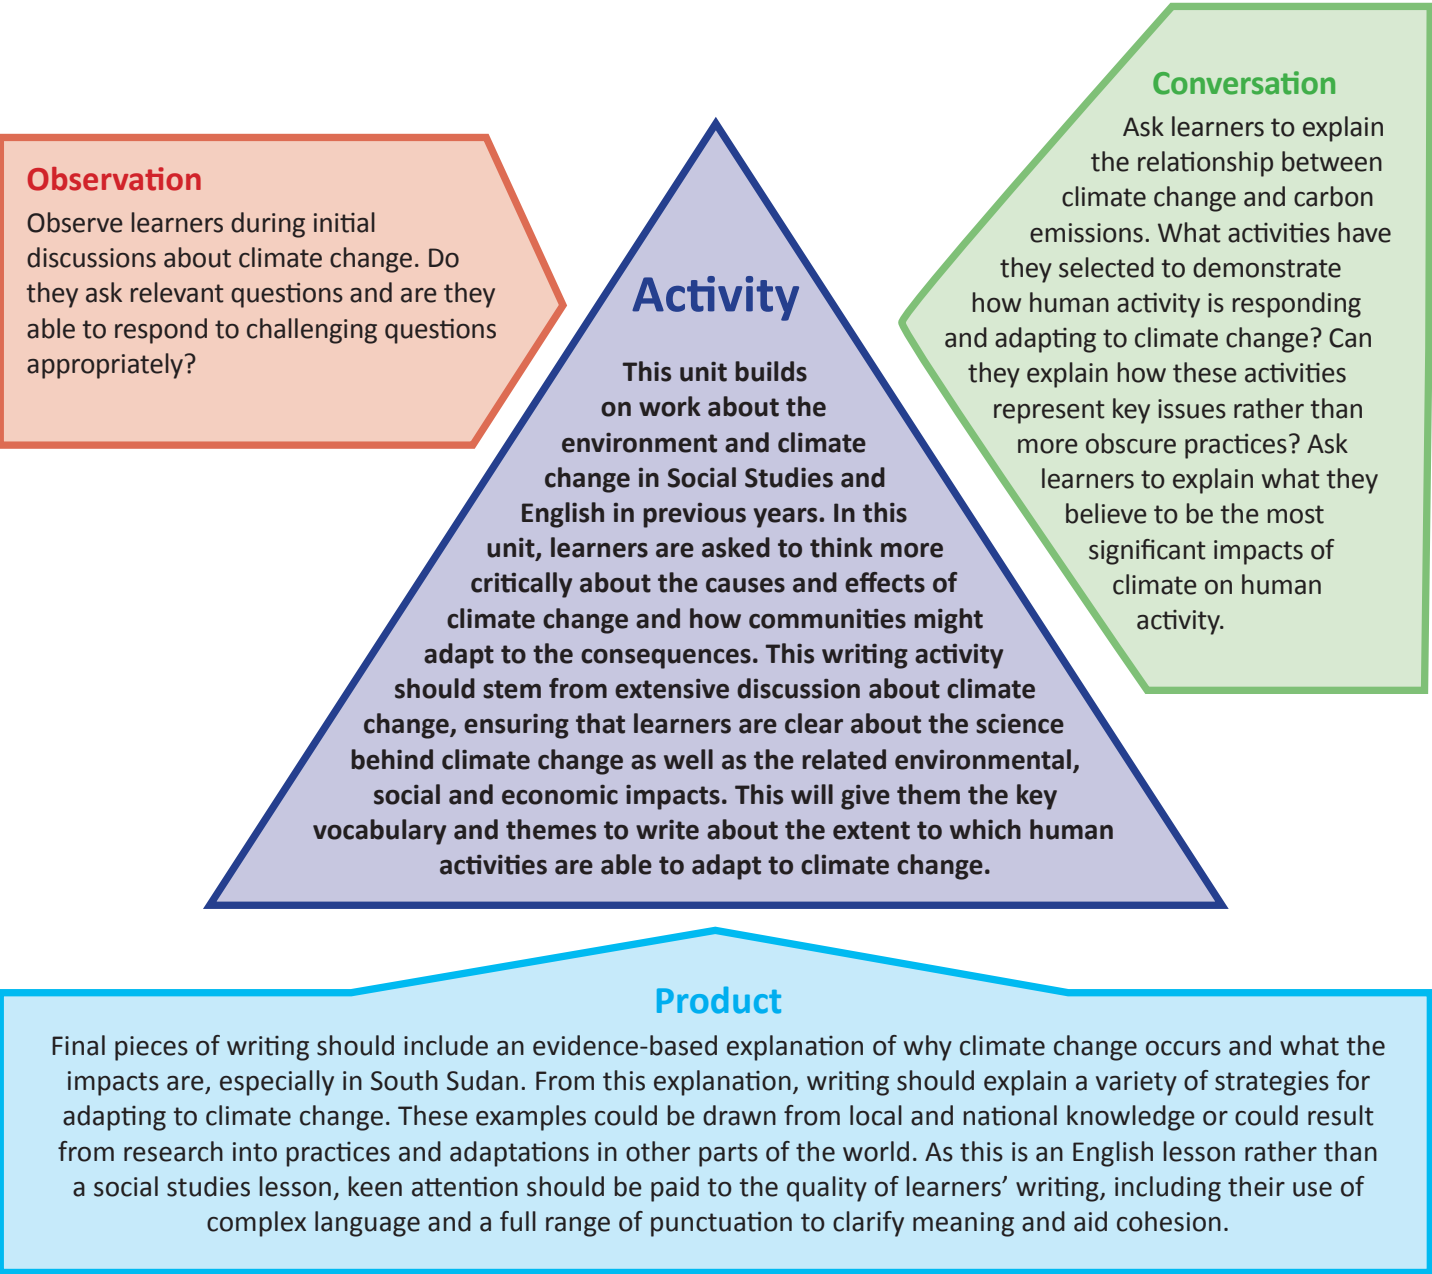 Observation
Observe learners during initial
discussions about climate change. Do
they ask relevant questions and are they
able to respond to challenging questions
appropriately?
Activity
This unit builds
on work about the
environment and climate
change in Social Studies and
English in previous years. In this
unit, learners are asked to think more
critically about the causes and effects of
climate change and how communities might
adapt to the consequences. This writing activity
should stem from extensive discussion about climate
change, ensuring that learners are clear about the science
behind climate change as well as the related environmental,
social and economic impacts. This will give them the key
vocabulary and themes to write about the extent to which human
activities are able to adapt to climate change.
Conversation
Ask learners to explain
the relationship between
climate change and carbon
emissions. What activities have
they selected to demonstrate
how human activity is responding
and adapting to climate change? Can
they explain how these activities
represent key issues rather than
more obscure practices? Ask
learners to explain what they
believe to be the most
significant impacts of
climate on human
activity.
Product
Final pieces of writing should include an evidence-based explanation of why climate change occurs and what the
impacts are, especially in South Sudan. From this explanation, writing should explain a variety of strategies for
adapting to climate change. These examples could be drawn from local and national knowledge or could result
from research into practices and adaptations in other parts of the world. As this is an English lesson rather than
a social studies lesson, keen attention should be paid to the quality of learners’ writing, including their use of
complex language and a full range of punctuation to clarify meaning and aid cohesion.